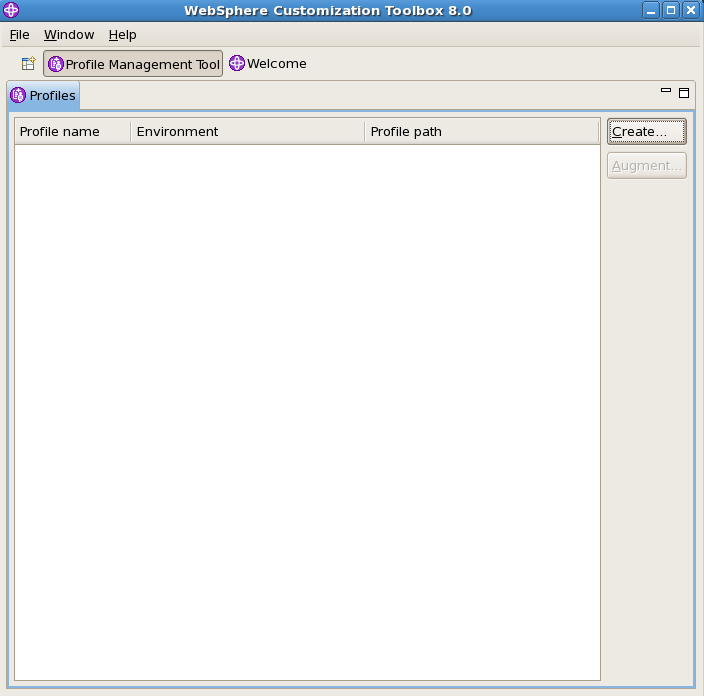 WebSphere Customization Toolbox 8.0
File Window Help
Profile Management Tool Welcome
Profiles
Profile name Environment Profile path Create...
Augment...